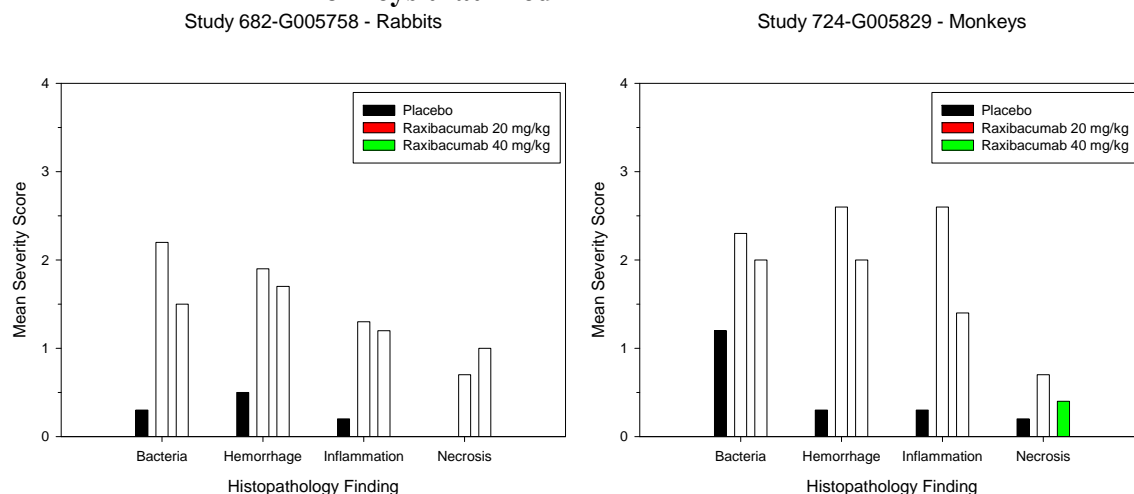 Study 682-G005758 - Rabbits
Study 724-G005829 - Monkeys
Mean Severity Score
4
3
2
1
0
Placebo
Raxibacumab 20 mg/kg
Raxibacumab 40 mg/kg
Bacteria Hemorrhage Inflammation Necrosis
Histopathology Finding
Mean Severity Score
4
3
2
1
0
Placebo
Raxibacumab 20 mg/kg
Raxibacumab 40 mg/kg
Bacteria Hemorrhage Inflammation Necrosis
Histopathology Finding